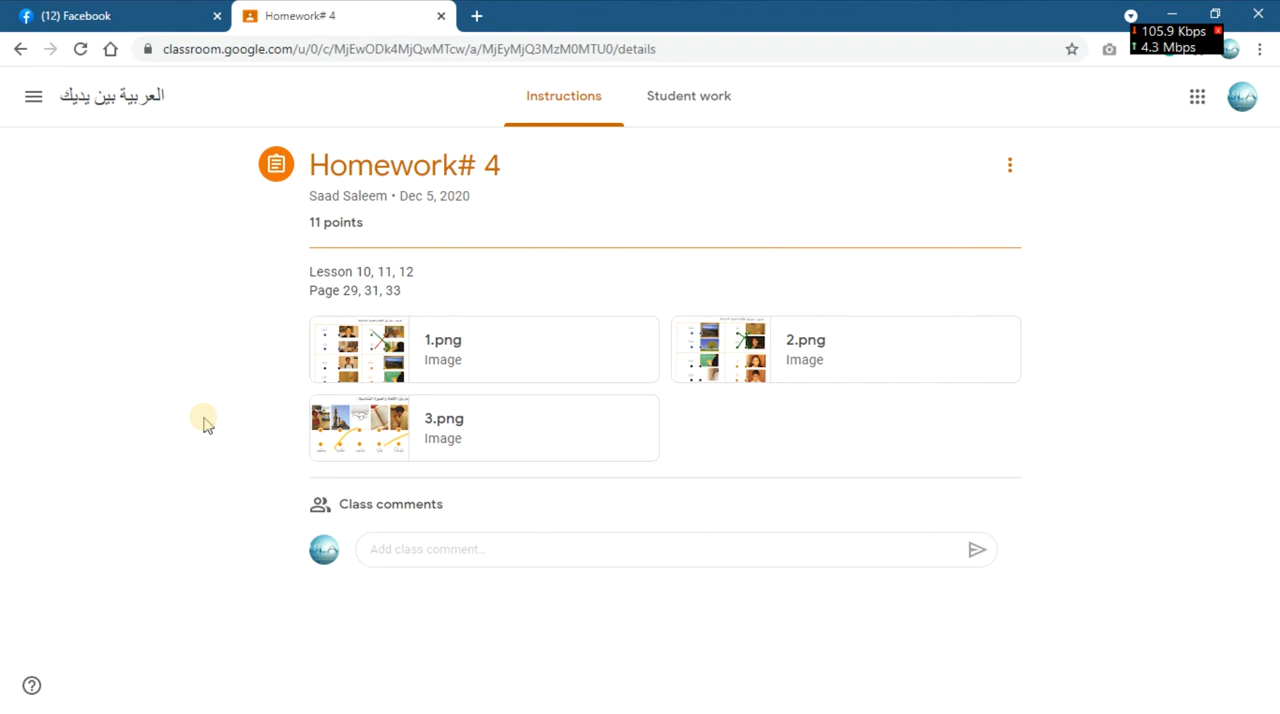 (12) Facebook
Homework# 4
classroom.google.com/u/0/c/MjEwODk4MjQwMTcw/a/MjEyMjQ3MzM0MTU0/details
105.9 Kbps
4.3 Mbps
العربية بين يديك
Instructions
Student work
JLA
Homework# 4
Saad Saleem • Dec 5, 2020
11 points
Lesson 10, 11, 12
Page 29, 31, 33
1.png
Image
2.png
Image
3.png
Image
Class comments
JLA
Add class comment...